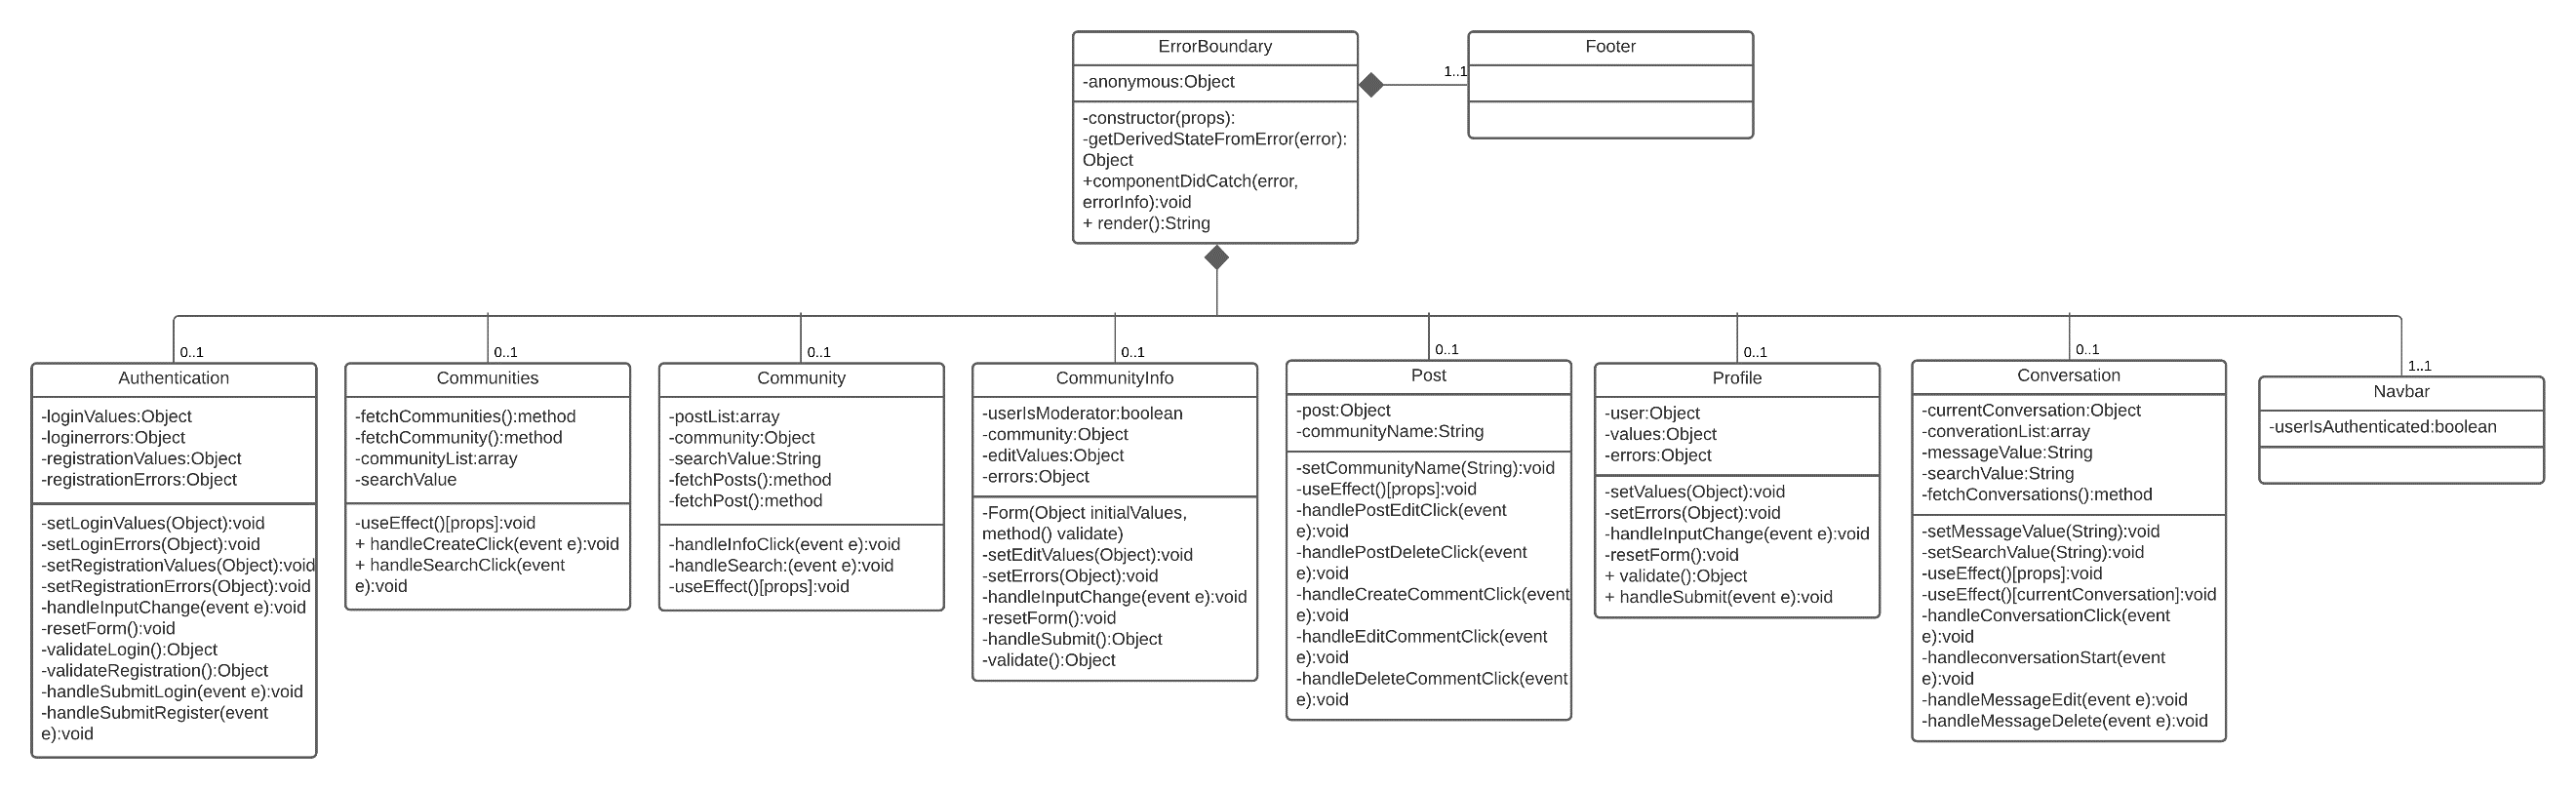 ErrorBoundary
-anonymous:Object
-constructor(props):
-getDerivedStateFromError(error):
Object
+componentDidCatch(error,
errorInfo):void
+ render():String
1..1
Footer
0..1
Authentication
-loginValues:Object
-loginerrors:Object
-registrationValues:Object
-registrationErrors:Object
-setLoginValues(Object):void
-setLoginErrors(Object):void
-setRegistrationValues(Object):void
-setRegistrationErrors(Object):void
-handleInputChange(event e):void
-resetForm():void
-validateLogin():Object
-validateRegistration():Object
-handleSubmitLogin(event e):void
-handleSubmitRegister(event
e):void
0..1
Communities
-fetchCommunities():method
-fetchCommunity():method
-communityList:array
-searchValue
-useEffect()[props]:void
+ handleCreateClick(event e):void
+ handleSearchClick(event
e):void
0..1
Community
-postList:array
-community:Object
-searchValue:String
-fetchPosts():method
-fetchPost():method
-handleInfoClick(event e):void
-handleSearch:(event e):void
-useEffect()[props]:void
0..1
CommunityInfo
-userIsModerator:boolean
-community:Object
-editValues:Object
-errors:Object
-Form(Object initialValues,
method() validate)
-setEditValues(Object):void
-setErrors(Object):void
-handleInputChange(event e):void
-resetForm():void
-handleSubmit():Object
-validate():Object
0..1
Post
-post:Object
-communityName:String
-setCommunityName(String):void
-useEffect()[props]:void
-handlePostEditClick(event
e):void
-handlePostDeleteClick(event
e):void
-handleCreateCommentClick(event
e):void
-handleEditCommentClick(event
e):void
-handleDeleteCommentClick(event
e):void
0..1
Profile
-user:Object
-values:Object
-errors:Object
-setValues(Object):void
-setErrors(Object):void
-handleInputChange(event e):void
-resetForm():void
+ validate():Object
+ handleSubmit(event e):void
0..1
Conversation
-currentConversation:Object
-converationList:array
-messageValue:String
-searchValue:String
-fetchConversations():method
-setMessageValue(String):void
-setSearchValue(String):void
-useEffect()[props]:void
-useEffect()[currentConversation]:void
-handleConversationClick(event
e):void
-handleconversationStart(event
e):void
-handleMessageEdit(event e):void
-handleMessageDelete(event e):void
1..1
Navbar
-userIsAuthenticated:boolean